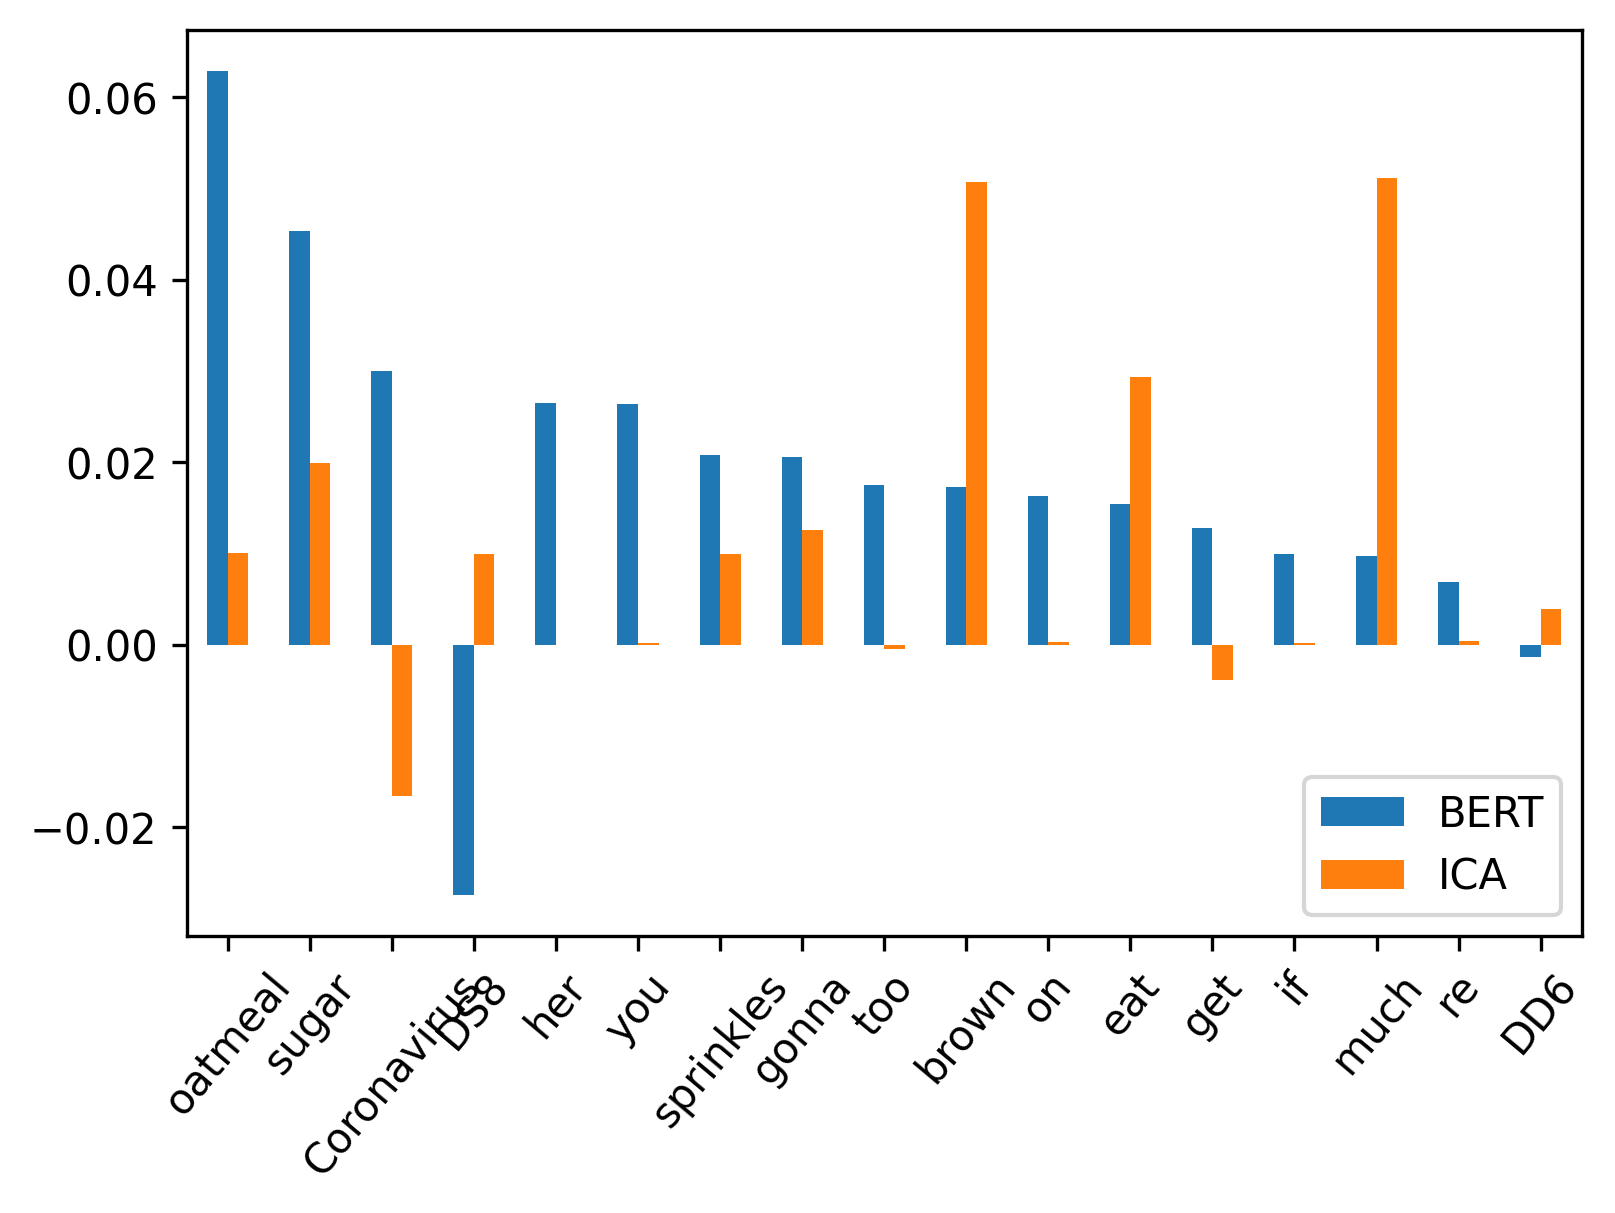 0.06
0.04
0.02
0.00
−0.02
BERT
ICA
oatmeal
sugar
Coronavirus
DS8
her
you
sprinkles
gonna
too
brown
on
eat
get
if
much
re
DD6